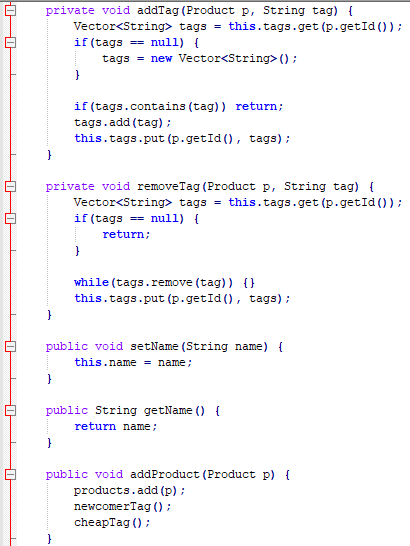 private void addTag(Product p, String tag) {
Vector<String> tags = this.tags.get(p.getId());
if(tags == null) {
tags = new Vector<String>();
}
if(tags.contains(tag)) return;
tags.add(tag);
this.tags.put(p.getId(), tags);
}
private void removeTag(Product p, String tag) {
Vector<String> tags = this.tags.get(p.getId());
if(tags == null) {
return;
}
while(tags.remove(tag)) {}
this.tags.put(p.getId(), tags);
}
public void setName(String name) {
this.name = name;
}
public String getName() {
return name;
}
public void addProduct(Product p) {
products.add(p);
newcomerTag();
cheapTag();
}